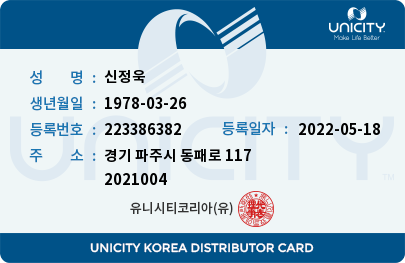 UNICITY
Make Life Better
성 명 : 신정욱
생년월일 : 1978-03-26
등록번호 : 223386382 등록일자 : 2022-05-18
주 소 : 경기 파주시 동패로 117
2021004
유니시티코리아(유)
UNICITY
UNICITY KOREA DISTRIBUTOR CARD